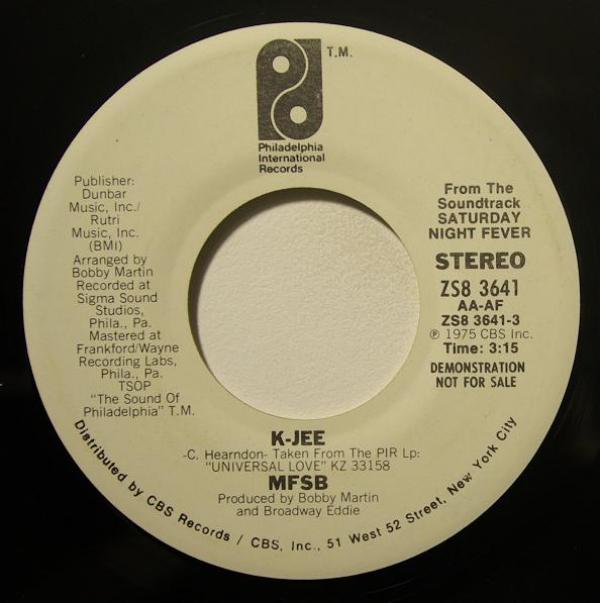 T.M.
Philadelphia
International
Records
Publisher:
Dunbar
Music, Inc./
Rutri
Music, Inc.
(BMI)
Arranged by
Bobby Martin
Recorded at
Sigma Sound
Studios,
Phila., Pa.
Mastered at
Frankford/Wayne
Recording Labs,
Phila., Pa.
TSOP
"The Sound Of
Philadelphia" T.M.
From The
Soundtrack
SATURDAY
NIGHT FEVER
STEREO
ZS8 3641
AA-AF
ZS8 3641-3
℗ 1975 CBS Inc.
Time: 3:15
DEMONSTRATION
NOT FOR SALE
K-JEE
-C. Hearndon- Taken From The PIR Lp:
"UNIVERSAL LOVE" KZ 33158
MFSB
Produced by Bobby Martin
and Broadway Eddie
Distributed by CBS Records / CBS, Inc., 51 West 52 Street, New York City